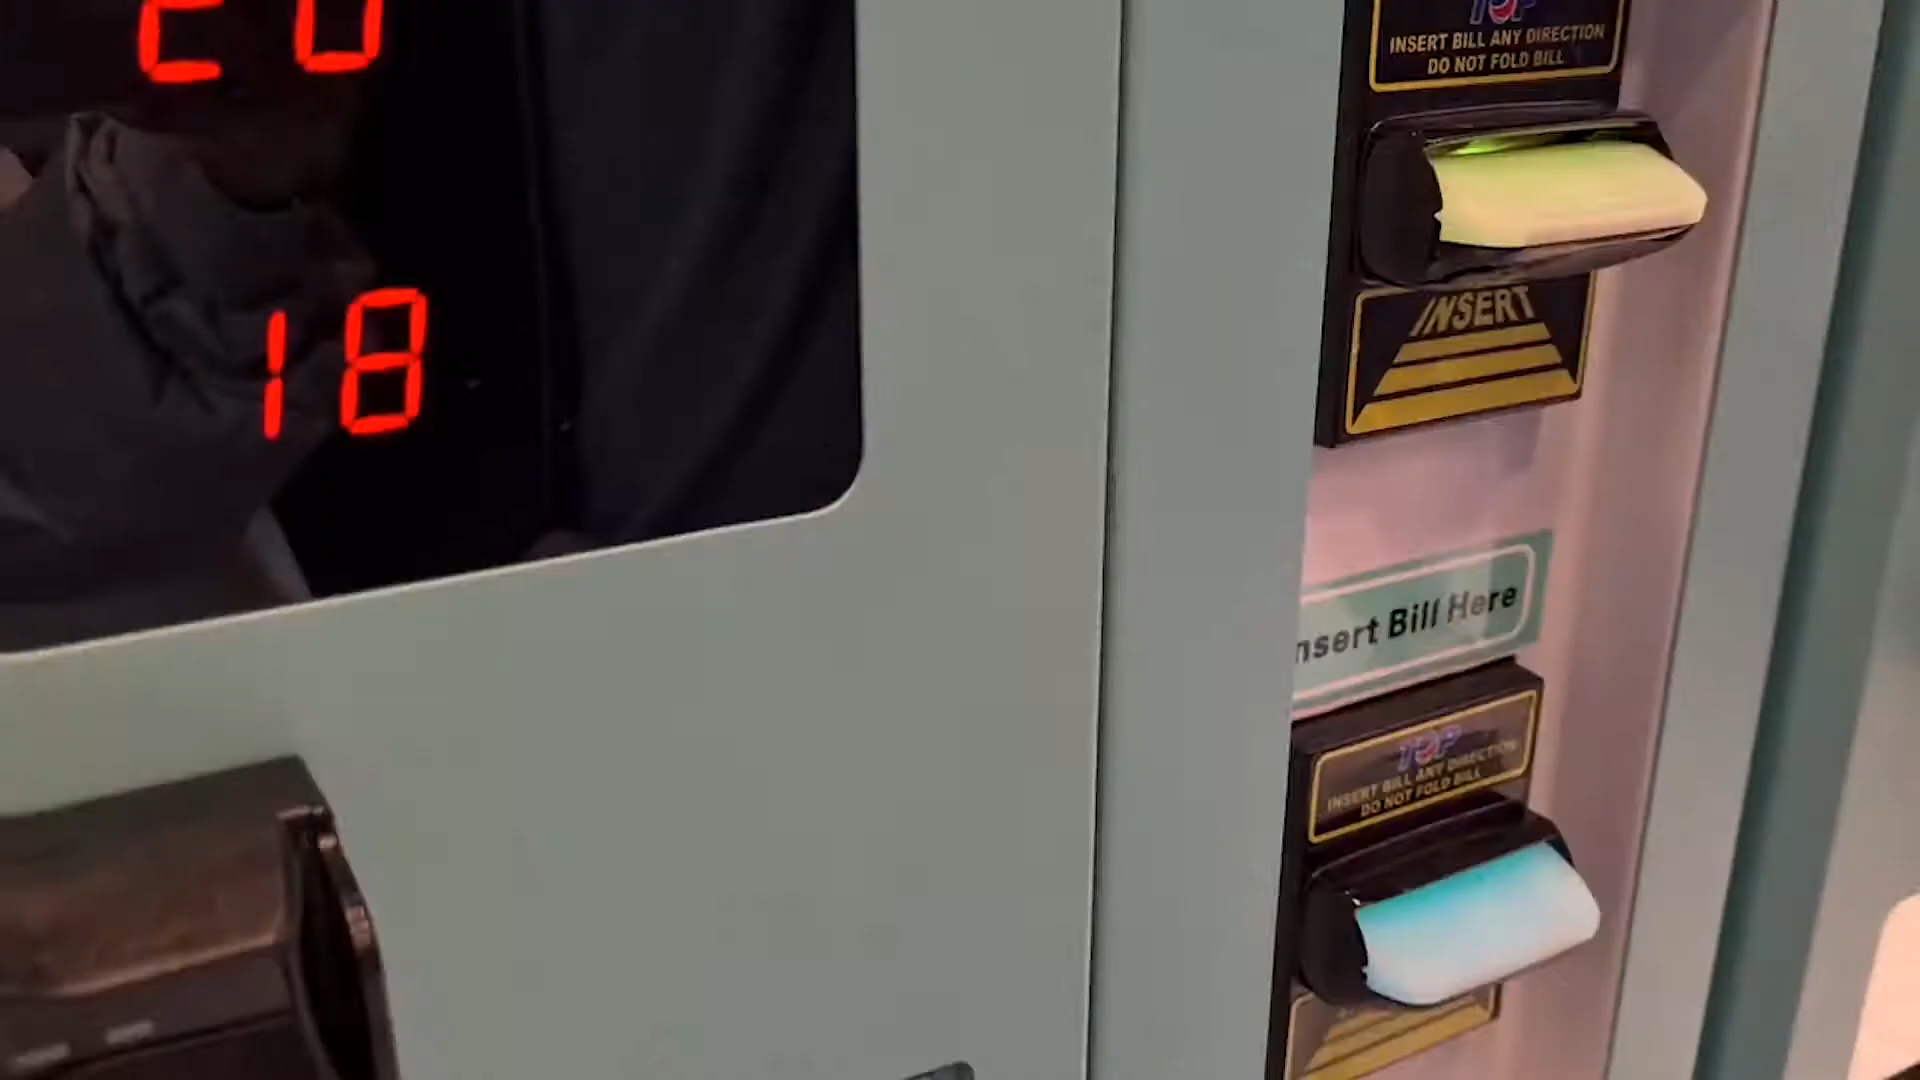 20
18
TOP
INSERT BILL ANY DIRECTION
DO NOT FOLD BILL
INSERT
nsert Bill Here
TOP
INSERT BILL ANY DIRECTION
DO NOT FOLD BILL